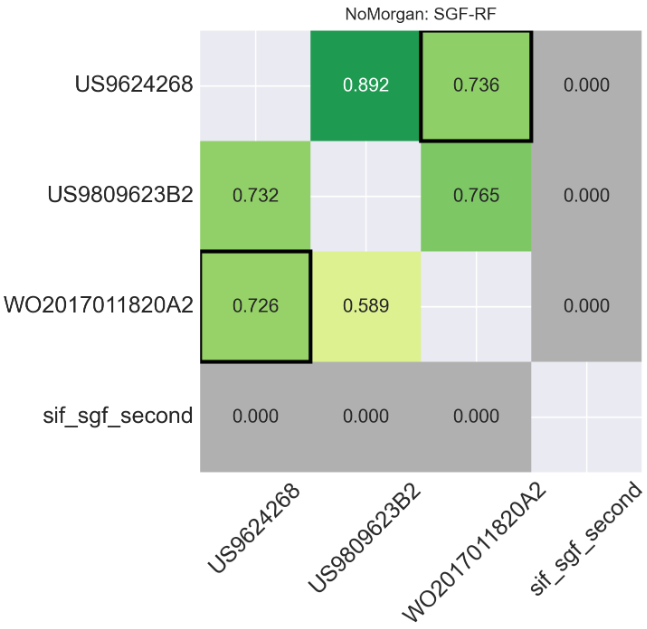 NoMorgan: SGF-RF
US9624268
0.892
0.736
0.000
US9809623B2
0.732
0.765
0.000
WO2017011820A2
0.726
0.589
0.000
sif_sgf_second
0.000
0.000
0.000
US9624268
US9809623B2
WO2017011820A2
sif_sgf_second